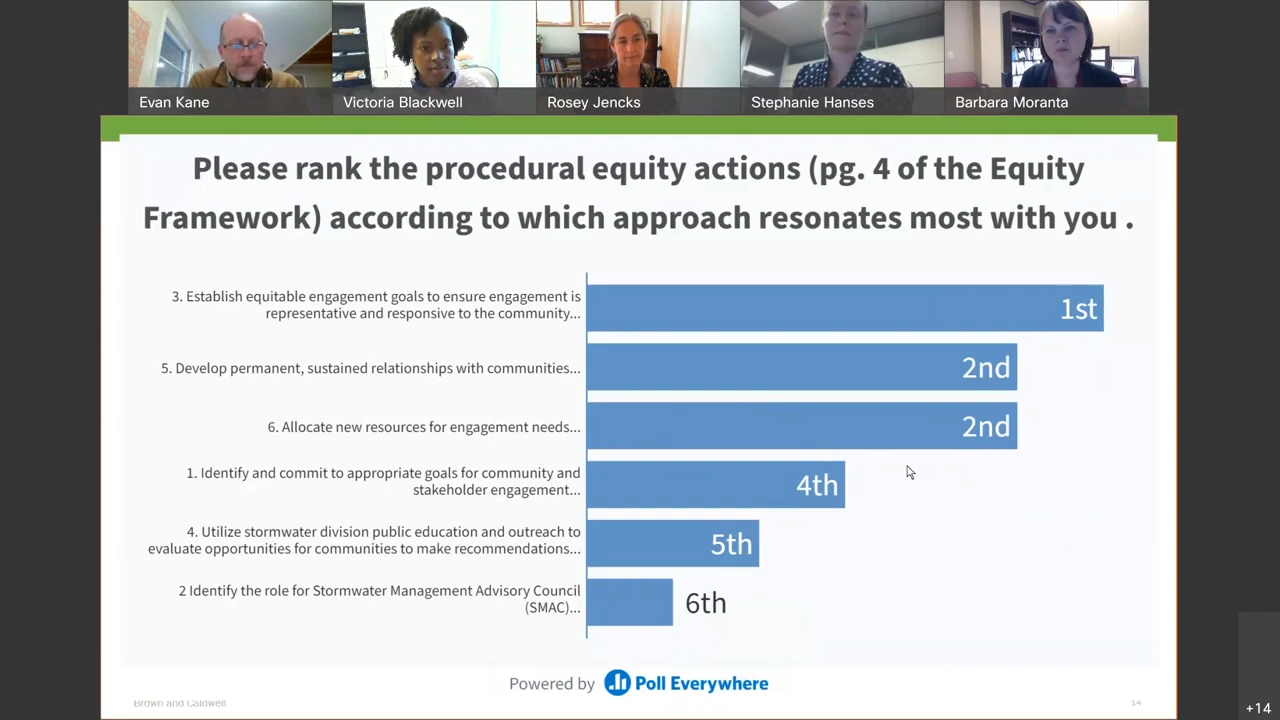 Evan Kane
Victoria Blackwell
Rosey Jencks
Stephanie Hanses
Barbara Moranta
Please rank the procedural equity actions (pg. 4 of the Equity
Framework) according to which approach resonates most with you .
3. Establish equitable engagement goals to ensure engagement is
representative and responsive to the community...
1st
5. Develop permanent, sustained relationships with communities...
2nd
6. Allocate new resources for engagement needs...
2nd
1. Identify and commit to appropriate goals for community and
stakeholder engagement...
4th
4. Utilize stormwater division public education and outreach to
evaluate opportunities for communities to make recommendations...
5th
2 Identify the role for Stormwater Management Advisory Council
(SMAC)...
6th
Powered by Poll Everywhere
Brown and Caldwell
14
+14